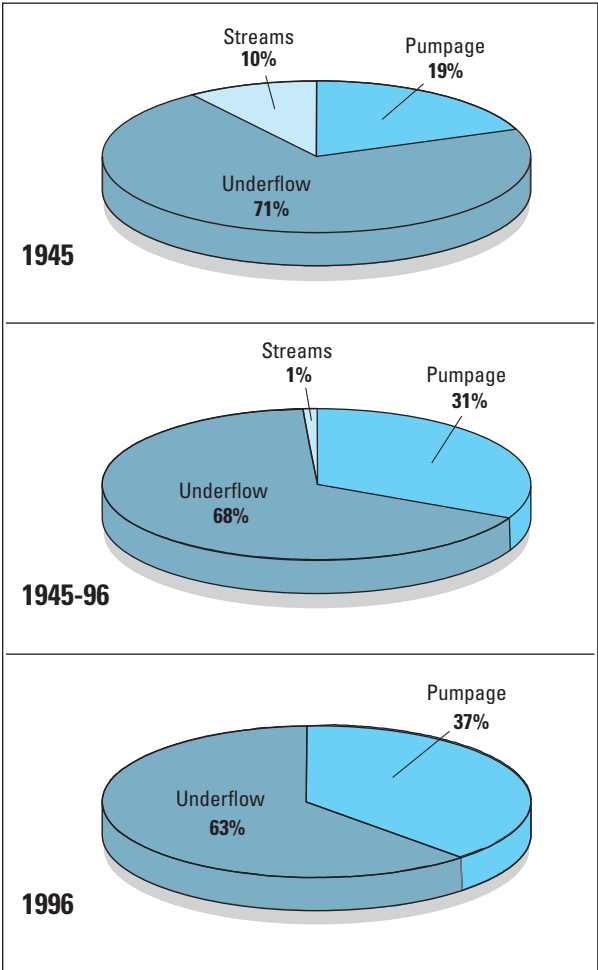 Streams
10%
Pumpage
19%
Underflow
71%
1945
Streams
1%
Pumpage
31%
Underflow
68%
1945-96
Pumpage
37%
Underflow
63%
1996